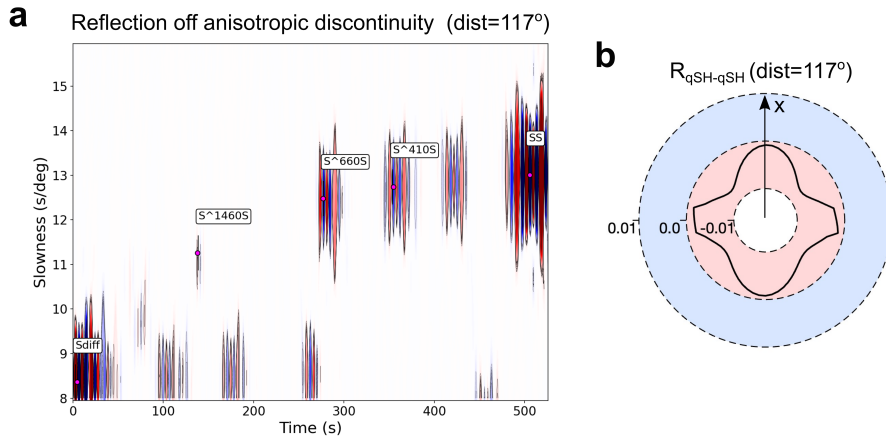 a
Reflection off anisotropic discontinuity (dist=117°)
15
14
13
12
11
10
9
8
Slowness (s/deg)
0
100
200
300
400
500
Time (s)
Sdiff
S^1460S
S^660S
S^410S
SS
b
RqSH-qSH (dist=117°)
x
0.01
0.0
-0.01